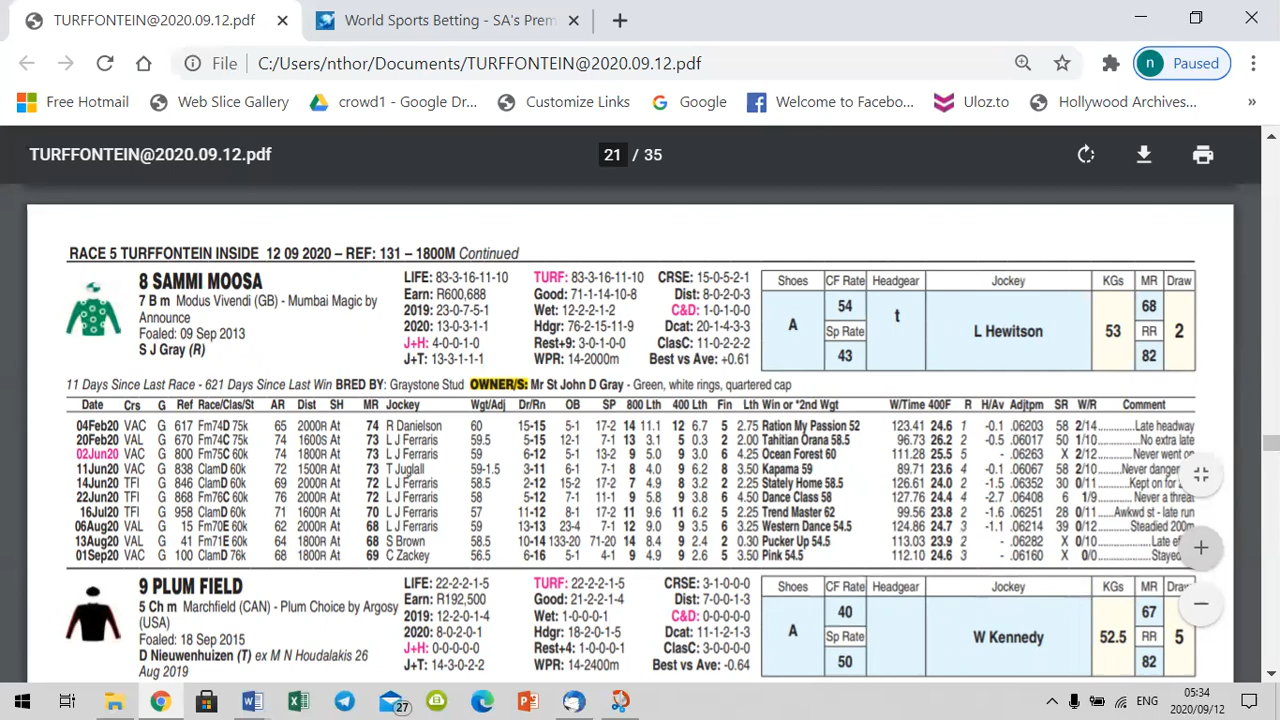 TURFFONTEIN@2020.09.12.pdf
World Sports Betting - SA's Prem
File C:/Users/nthor/Documents/TURFFONTEIN@2020.09.12.pdf
n Paused
Free Hotmail Web Slice Gallery crowd1 - Google Dr... Customize Links Google Welcome to Facebo... Uloz.to Hollywood Archives... »
TURFFONTEIN@2020.09.12.pdf 21 / 35
RACE 5 TURFFONTEIN INSIDE 12 09 2020 – REF: 131 – 1800M Continued
8 SAMMI MOOSA
7 B m Modus Vivendi (GB) - Mumbai Magic by
Announce
Foaled: 09 Sep 2013
S J Gray (R)
LIFE: 83-3-16-11-10 TURF: 83-3-16-11-10 CRSE: 15-0-5-2-1
Earn: R600,688 Good: 71-1-14-10-8 Dist: 8-0-2-0-3
2019: 23-0-7-5-1 Wet: 12-2-2-1-2 C&D: 1-0-1-0-0
2020: 13-0-3-1-1 Hdgr: 76-2-15-11-9 Dcat: 20-1-4-3-3
J+H: 4-0-0-1-0 Rest+9: 3-0-1-0-0 ClasC: 11-0-2-2-2
J+T: 13-3-1-1-1 WPR: 14-2000m Best vs Ave: +0.61
Shoes CF Rate Headgear Jockey KGs MR Draw
A 54 t L Hewitson 53 68 2
Sp Rate RR
43 82
11 Days Since Last Race - 621 Days Since Last Win BRED BY: Graystone Stud OWNER/S: Mr St John D Gray - Green, white rings, quartered cap
Date Crs G Ref Race/Clas/St AR Dist SH MR Jockey Wgt/Adj Dr/Rn OB SP 800 Lth 400 Lth Fin Lth Win or *2nd Wgt W/Time 400F R H/Av Adjtpm SR W/R Comment
04Feb20 VAC G 617 Fm74D 75k 65 2000R At 74 R Danielson 60 15-15 5-1 17-2 14 11.1 12 6.7 5 2.75 Ration My Passion 52 123.41 24.6 1 -0.1 .06203 58 2/14 ...........Late headway
20Feb20 VAL G 670 Fm74C 74 1600S At 74 L J Ferraris 59.5 5-15 12-1 7-1 13 3.1 5 0.3 2 2.00 Tahitian Orana 58.5 96.73 26.2 2 -0.5 .06047 50 1/10 ............No extra late
02Jun20 VAC G 800 Fm75C 60k 74 1800R At 73 L J Ferraris 60 6-12 5-1 13-2 9 5.0 9 3.0 6 4.25 Ocean Forest 60 111.28 25.5 5 - .06263 X 2/12 ..........Never went on
11Jun20 VAC G 838 ClamD 60k 72 1500R At 73 T Juglall 59-1.5 3-11 6-1 7-1 8 4.0 9 6.2 8 3.50 Kapama 59 89.71 23.6 4 -0.1 .06067 58 2/10 ...Never danger
14Jun20 TFI G 846 ClamD 60k 73 2000R At 72 L J Ferraris 58.5 2-12 15-2 17-2 7 4.4 8 3.2 2 2.25 Stately Home 58.5 126.61 24.0 2 -1.5 .06352 30 0/11 ....Kept on for
22Jun20 TFI G 868 Fm76C 60k 76 2000R At 72 L J Ferraris 58 5-12 7-1 11-1 9 5.8 9 3.8 6 4.50 Dance Class 58 127.76 24.4 4 -2.7 .06408 6 1/9 ....Never a threat
16Jul20 TFI G 958 ClamD 60k 71 1600R At 70 L J Ferraris 57 11-12 8-1 17-2 11 9.6 11 6.2 5 2.25 Trend Master 62 99.56 23.8 2 -1.6 .06251 28 0/11 ....Awkwd st - late run
06Aug20 VAL G 15 Fm70E 60k 62 2000R At 68 L J Ferraris 59 13-13 23-4 7-1 12 9.0 9 3.5 6 3.25 Western Dance 54.5 124.86 24.7 3 -1.1 .06214 39 0/12 ..........Steadied 200m
13Aug20 VAL G 41 Fm71E 60k 64 1800R At 68 S Brown 58.5 10-14 133-20 71-20 14 8.4 9 2.4 2 0.30 Pucker Up 54.5 113.03 23.9 2 - .06282 X 0/12
01Sep20 VAC G 100 ClamD 76k 68 1800R At 69 C Zackey 56.5 6-16 5-1 4-1 9 4.9 9 2.6 5 3.50 Pink 54.5 112.10 24.6 3 - .06160 X 0/0
9 PLUM FIELD
5 Ch m Marchfield (CAN) - Plum Choice by Argosy
(USA)
Foaled: 18 Sep 2015
D Nieuwenhuizen (T) ex M N Houdalakis 26
Aug 2019
LIFE: 22-2-2-1-5 TURF: 22-2-2-1-5 CRSE: 3-1-0-0-0
Earn: R192,500 Good: 21-2-2-1-4 Dist: 7-0-0-1-3
2019: 12-2-0-1-4 Wet: 1-0-0-0-1 C&D: 0-0-0-0-0
2020: 8-0-2-0-1 Hdgr: 18-2-0-1-5 Dcat: 11-1-2-1-3
J+H: 0-0-0-0-0 Rest+4: 1-0-0-0-1 ClasC: 3-0-0-0-0
J+T: 14-3-0-2-2 WPR: 14-2400m Best vs Ave: -0.64
Shoes CF Rate Headgear Jockey KGs MR Draw
A 40 W Kennedy 52.5 67 5
Sp Rate RR
50 82
27
ENG 05:34
2020/09/12